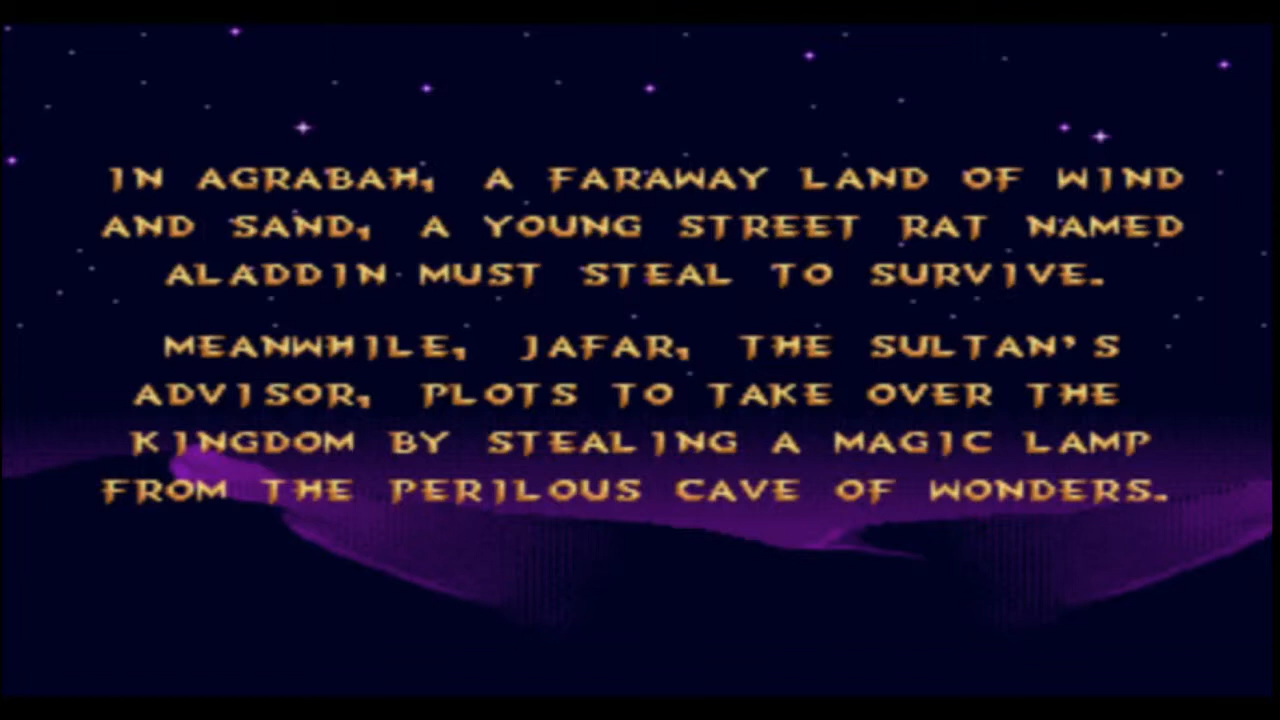 IN AGRABAH, A FARAWAY LAND OF WIND
AND SAND, A YOUNG STREET RAT NAMED
ALADDIN MUST STEAL TO SURVIVE.
MEANWHILE, JAFAR, THE SULTAN'S
ADVISOR, PLOTS TO TAKE OVER THE
KINGDOM BY STEALING A MAGIC LAMP
FROM THE PERILOUS CAVE OF WONDERS.